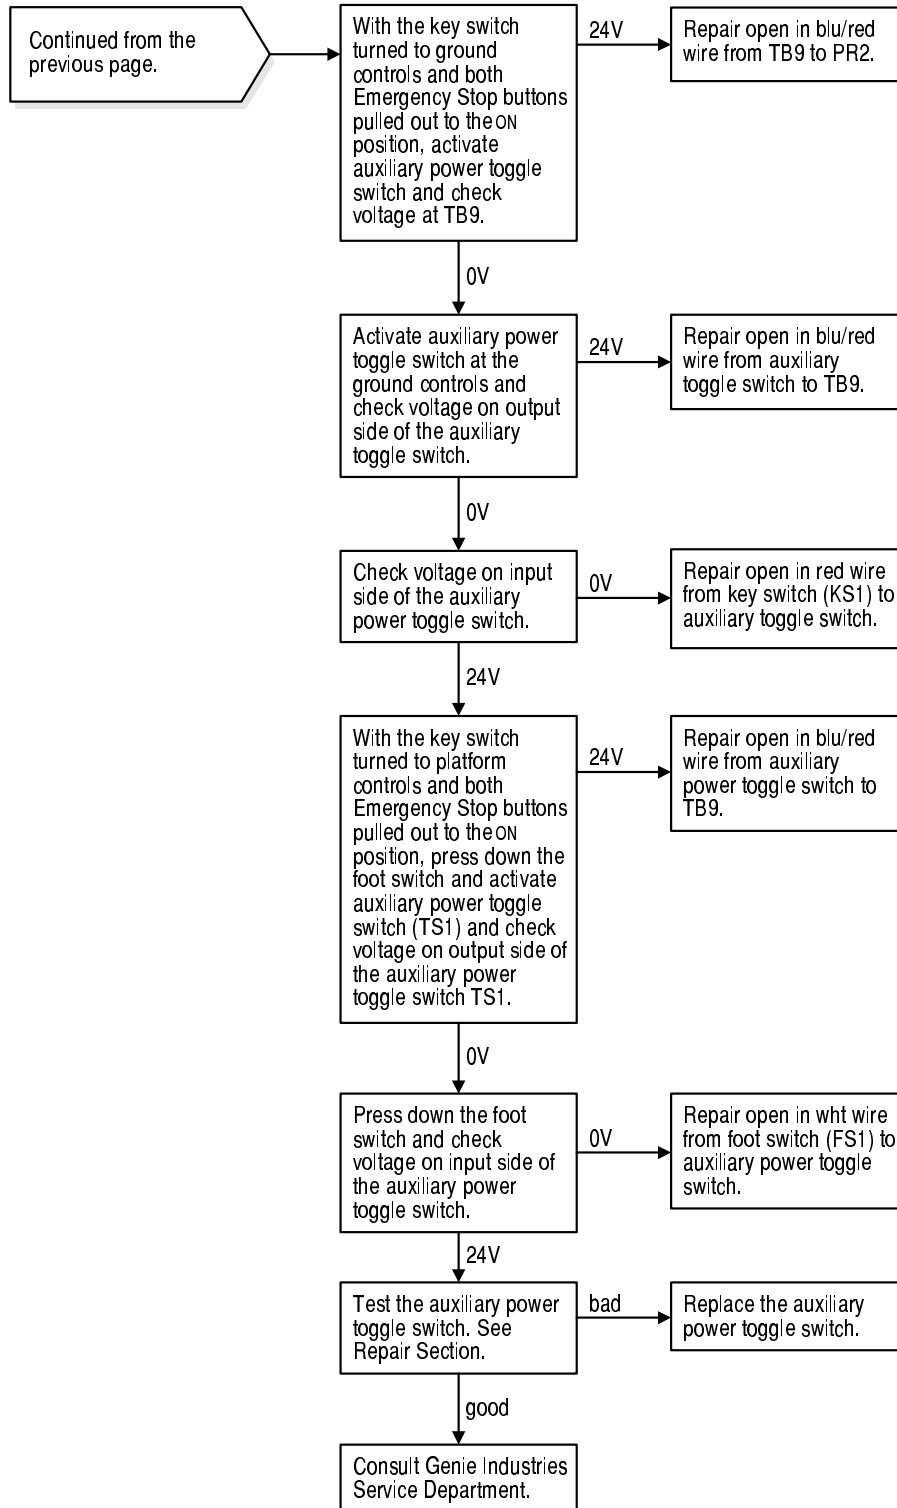 Continued from the
previous page.
With the key switch
turned to ground
controls and both
Emergency Stop buttons
pulled out to the ON
position, activate
auxiliary power toggle
switch and check
voltage at TB9.
24V
Repair open in blu/red
wire from TB9 to PR2.
0V
Activate auxiliary power
toggle switch at the
ground controls and
check voltage on output
side of the auxiliary
toggle switch.
24V
Repair open in blu/red
wire from auxiliary
toggle switch to TB9.
0V
Check voltage on input
side of the auxiliary
power toggle switch.
0V
Repair open in red wire
from key switch (KS1) to
auxiliary toggle switch.
24V
With the key switch
turned to platform
controls and both
Emergency Stop buttons
pulled out to the ON
position, press down the
foot switch and activate
auxiliary power toggle
switch (TS1) and check
voltage on output side of
the auxiliary power
toggle switch TS1.
24V
Repair open in blu/red
wire from auxiliary
power toggle switch to
TB9.
0V
Press down the foot
switch and check
voltage on input side of
the auxiliary power
toggle switch.
0V
Repair open in wht wire
from foot switch (FS1) to
auxiliary power toggle
switch.
24V
Test the auxiliary power
toggle switch. See
Repair Section.
bad
Replace the auxiliary
power toggle switch.
good
Consult Genie Industries
Service Department.